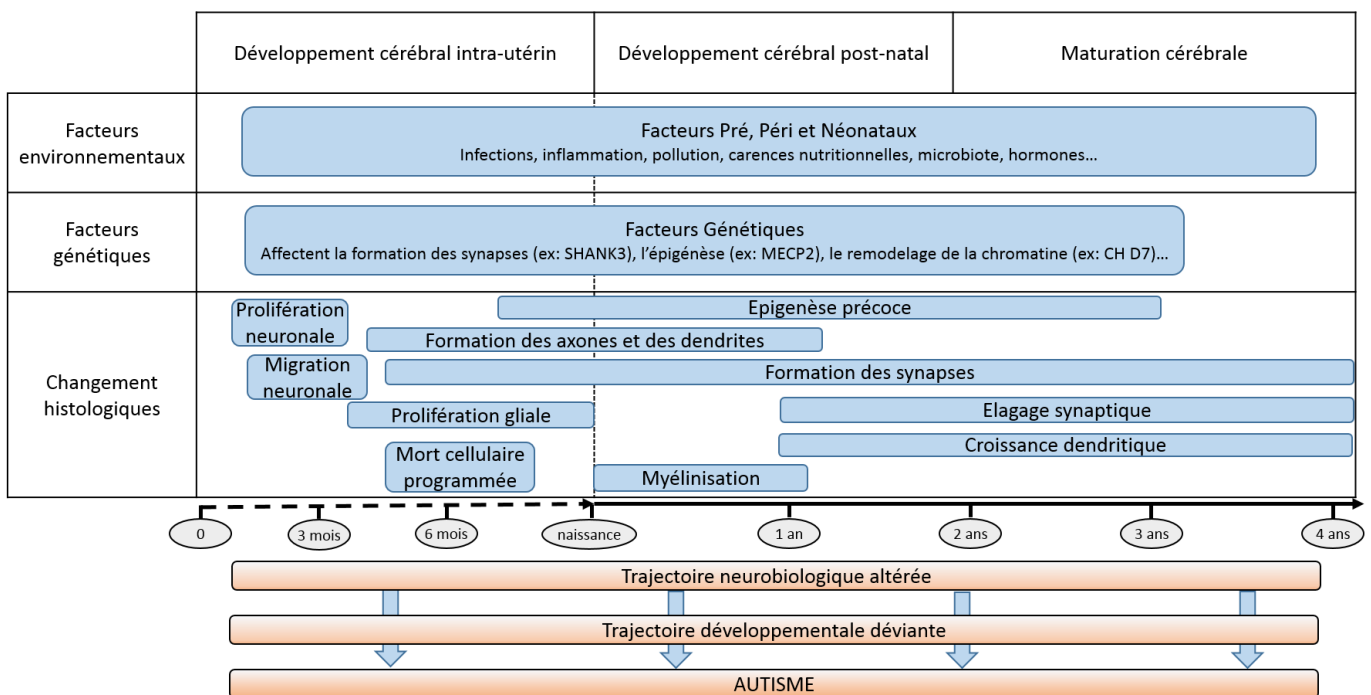 Développement cérébral intra-utérin
Développement cérébral post-natal
Maturation cérébrale
Facteurs
environnementaux
Facteurs Pré, Péri et Néonataux
Infections, inflammation, pollution, carences nutritionnelles, microbiote, hormones...
Facteurs
génétiques
Facteurs Génétiques
Affectent la formation des synapses (ex: SHANK3), l'épigénèse (ex: MECP2), le remodelage de la chromatine (ex: CH D7)...
Changement
histologiques
Prolifération
neuronale
Epigenèse précoce
Formation des axones et des dendrites
Migration
neuronale
Formation des synapses
Prolifération gliale
Elagage synaptique
Croissance dendritique
Mort cellulaire
programmée
Myélinisation
0
3 mois
6 mois
naissance
1 an
2 ans
3 ans
4 ans
Trajectoire neurobiologique altérée
Trajectoire développementale déviante
AUTISME